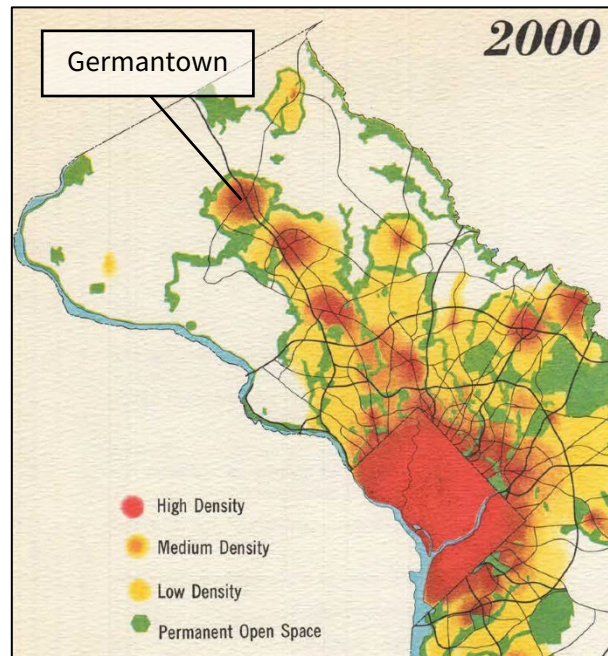 2000
Germantown
High Density
Medium Density
Low Density
Permanent Open Space